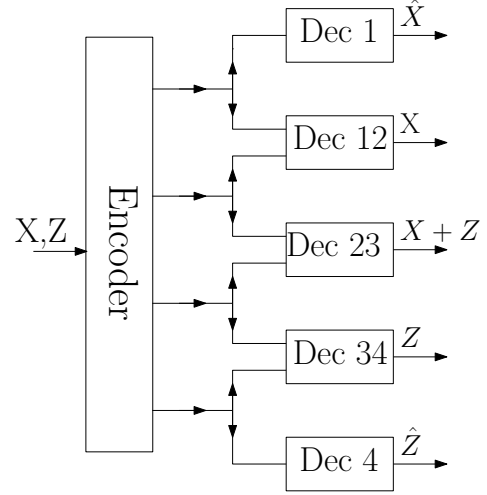 X̂
Dec 1
X
Dec 12
X,Z
Encoder
X + Z
Dec 23
Z
Dec 34
Ẑ
Dec 4